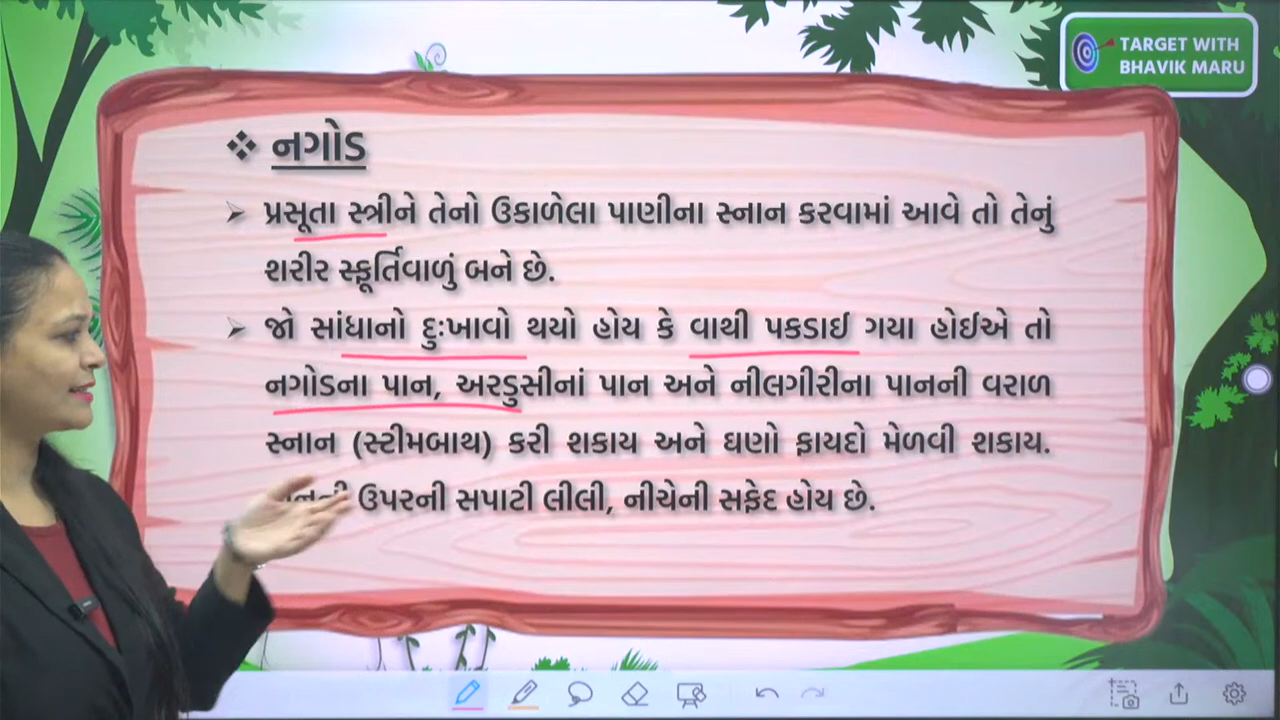 TARGET WITH
BHAVIK MARU
❖ નગોડ
➢ પ્રસૂતા સ્ત્રીને તેનો ઉકાળેલા પાણીના સ્નાન કરવામાં આવે તો તેનું
શરીર સ્ફૂર્તિવાળું બને છે.
➢ જો સાંધાનો દુઃખાવો થયો હોય કે વાથી પકડાઈ ગયા હોઈએ તો
નગોડના પાન, અરડુસીનાં પાન અને નીલગીરીના પાનની વરાળ
સ્નાન (સ્ટીમબાથ) કરી શકાય અને ઘણો ફાયદો મેળવી શકાય.
ઉપરની સપાટી લીલી, નીચેની સફેદ હોય છે.